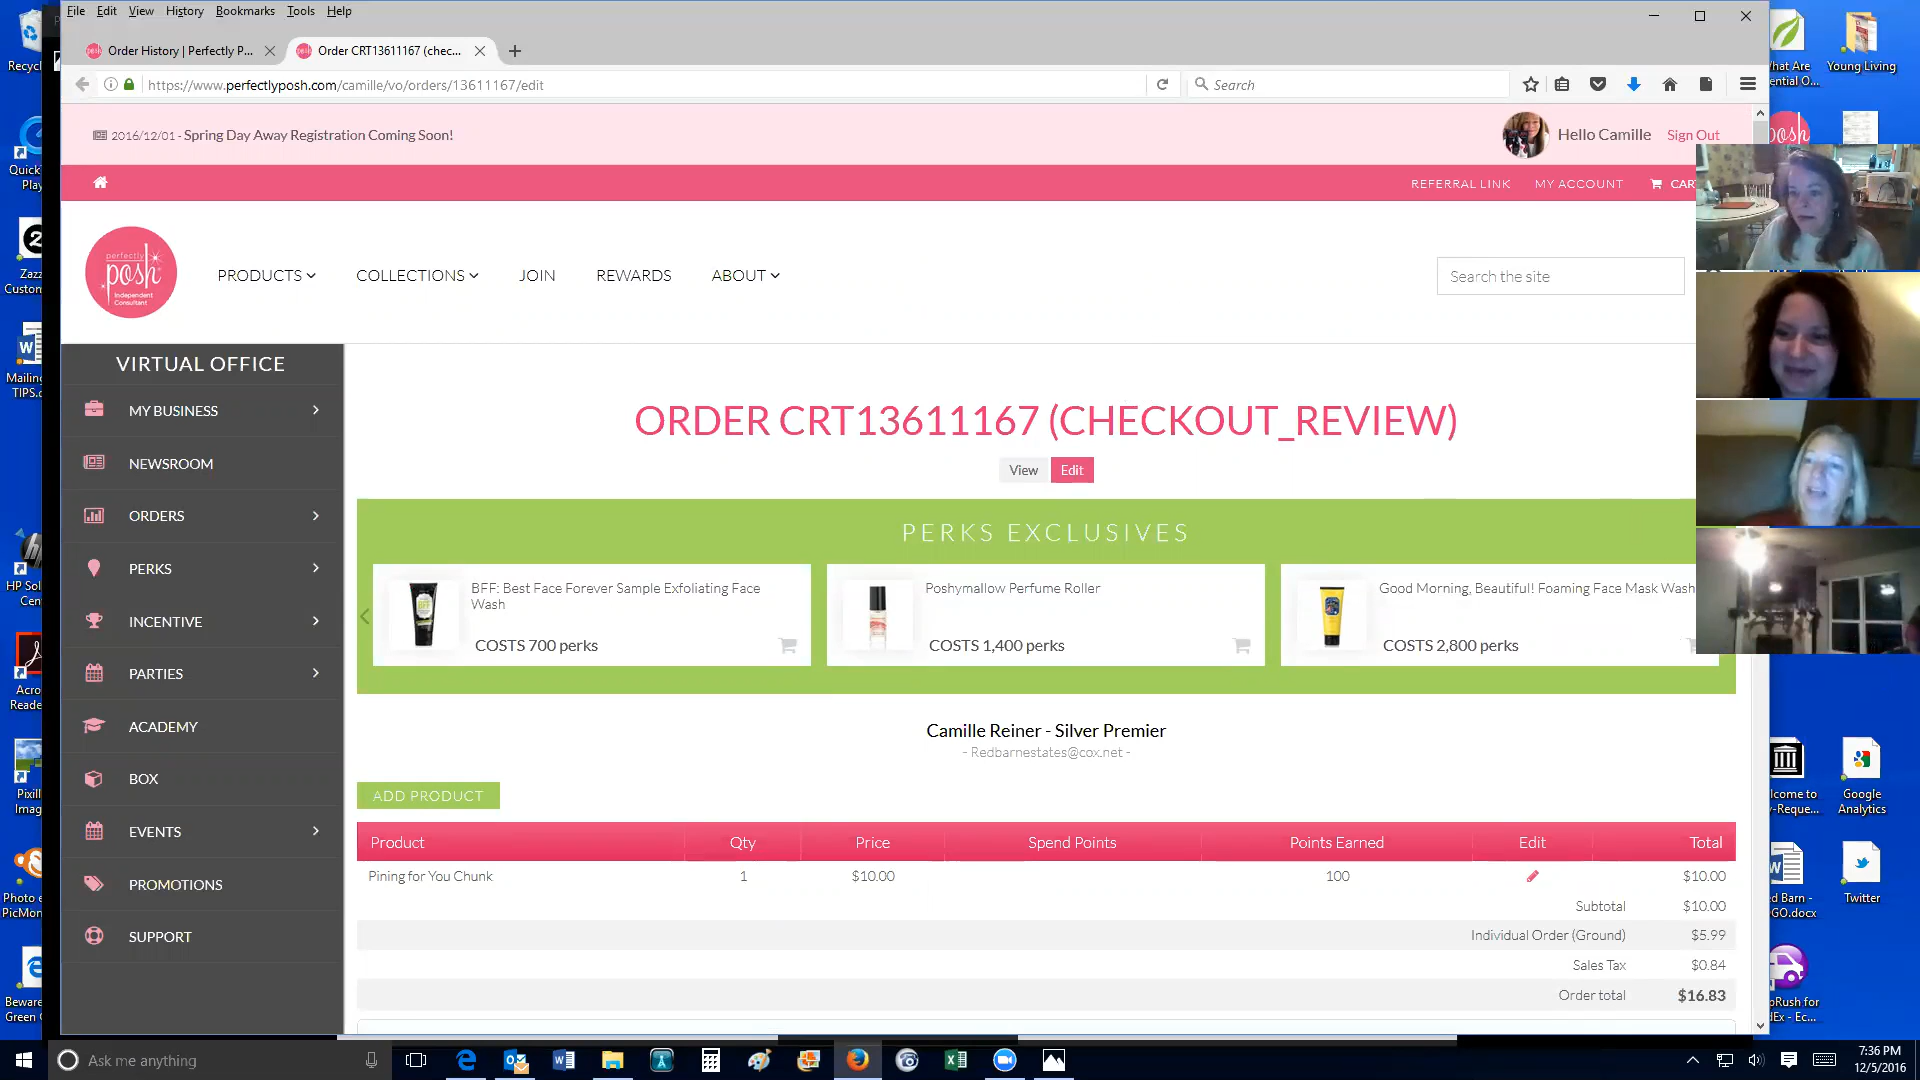 File Edit View History Bookmarks Tools Help
Order History | Perfectly P...
Order CRT13611167 (chec...
https://www.perfectlyposh.com/camille/vo/orders/13611167/edit
Search
2016/12/01 - Spring Day Away Registration Coming Soon!
Hello Camille
Sign Out
REFERRAL LINK
MY ACCOUNT
perfectly
posh
Independent
Consultant
PRODUCTS
COLLECTIONS
JOIN
REWARDS
ABOUT
Search the site
VIRTUAL OFFICE
MY BUSINESS
NEWSROOM
ORDERS
PERKS
INCENTIVE
PARTIES
ACADEMY
BOX
EVENTS
PROMOTIONS
SUPPORT
ORDER CRT13611167 (CHECKOUT_REVIEW)
View
Edit
PERKS EXCLUSIVES
BFF: Best Face Forever Sample Exfoliating Face
Wash
COSTS 700 perks
Poshymallow Perfume Roller
COSTS 1,400 perks
Good Morning, Beautiful! Foaming Face Mask Wash
COSTS 2,800 perks
Camille Reiner - Silver Premier
- Redbarnestates@cox.net -
ADD PRODUCT
Product Qty Price Spend Points Points Earned Edit Total
Pining for You Chunk 1 $10.00 100 $10.00
Subtotal $10.00
Individual Order (Ground) $5.99
Sales Tax $0.84
Order total $16.83
Young Living
Google
Analytics
Twitter
Ask me anything
7:36 PM
12/5/2016